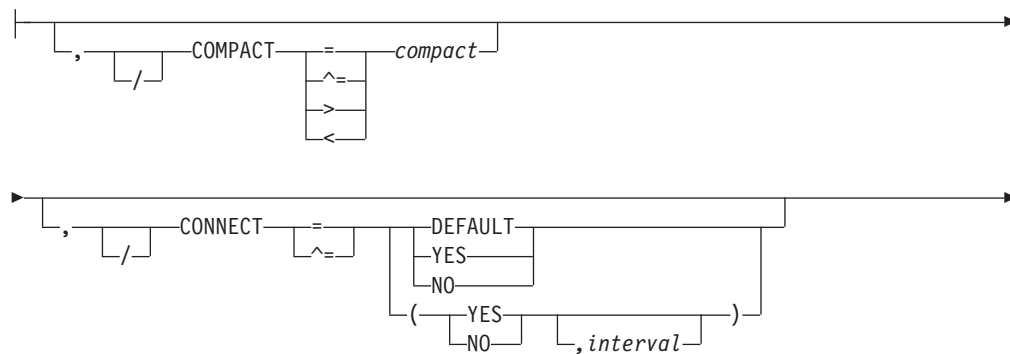 , / COMPACT = compact
^=
>
<
, / CONNECT = DEFAULT
^= YES
NO
( YES )
NO ,interval